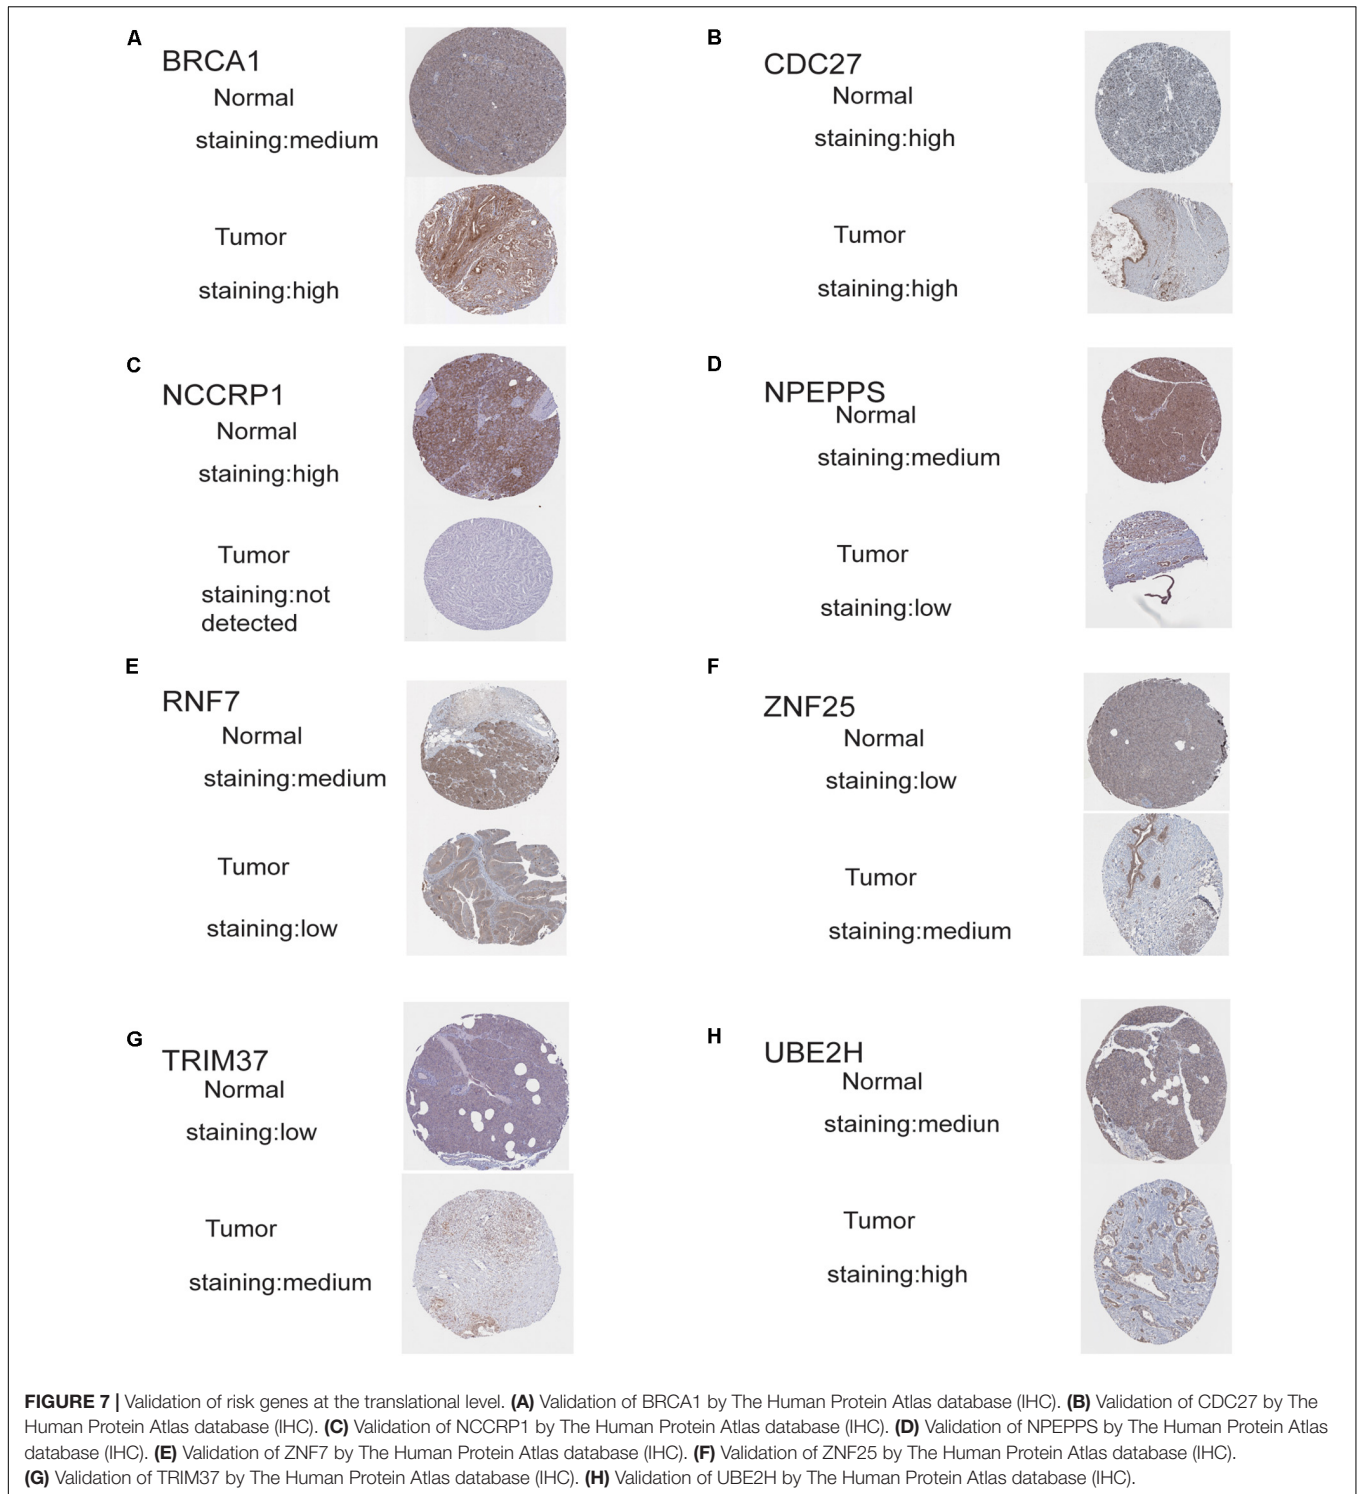 A
BRCA1
Normal
staining:medium
Tumor
staining:high
B
CDC27
Normal
staining:high
Tumor
staining:high
C
NCCRP1
Normal
staining:high
Tumor
staining:not
detected
D
NPEPPS
Normal
staining:medium
Tumor
staining:low
E
RNF7
Normal
staining:medium
Tumor
staining:low
F
ZNF25
Normal
staining:low
Tumor
staining:medium
G
TRIM37
Normal
staining:low
Tumor
staining:medium
H
UBE2H
Normal
staining:mediun
Tumor
staining:high
FIGURE 7 | Validation of risk genes at the translational level. (A) Validation of BRCA1 by The Human Protein Atlas database (IHC). (B) Validation of CDC27 by The
Human Protein Atlas database (IHC). (C) Validation of NCCRP1 by The Human Protein Atlas database (IHC). (D) Validation of NPEPPS by The Human Protein Atlas
database (IHC). (E) Validation of ZNF7 by The Human Protein Atlas database (IHC). (F) Validation of ZNF25 by The Human Protein Atlas database (IHC).
(G) Validation of TRIM37 by The Human Protein Atlas database (IHC). (H) Validation of UBE2H by The Human Protein Atlas database (IHC).